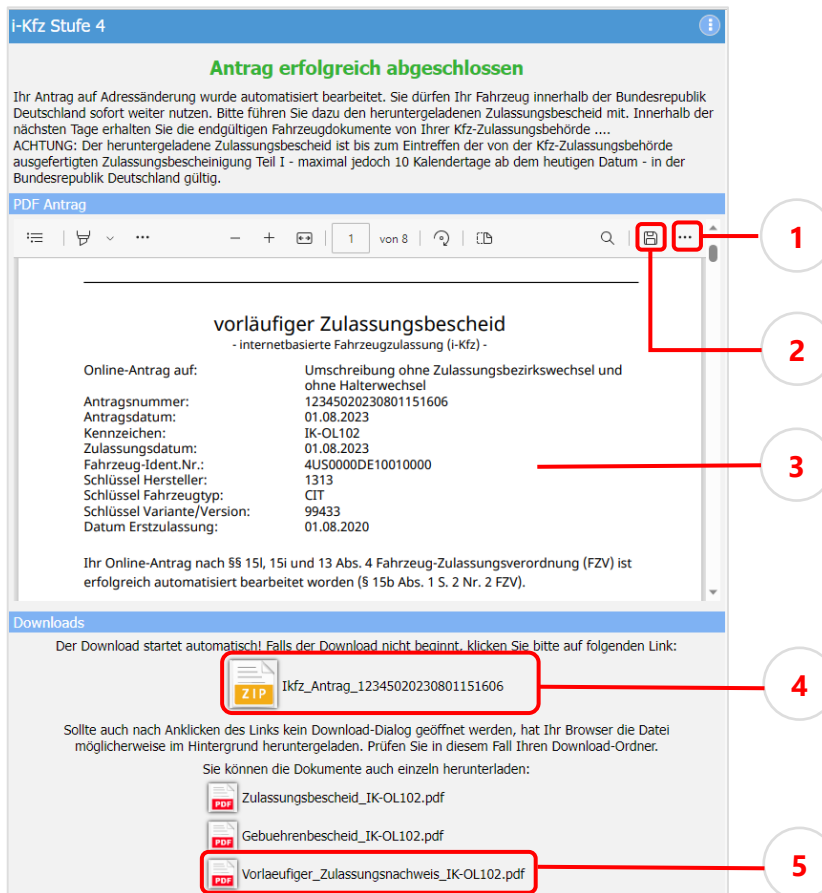 i-Kfz Stufe 4
Antrag erfolgreich abgeschlossen
Ihr Antrag auf Adressänderung wurde automatisiert bearbeitet. Sie dürfen Ihr Fahrzeug innerhalb der Bundesrepublik
Deutschland sofort weiter nutzen. Bitte führen Sie dazu den heruntergeladenen Zulassungsbescheid mit. Innerhalb der
nächsten Tage erhalten Sie die endgültigen Fahrzeugdokumente von Ihrer Kfz-Zulassungsbehörde ....
ACHTUNG: Der heruntergeladene Zulassungsbescheid ist bis zum Eintreffen der von der Kfz-Zulassungsbehörde
ausgefertigten Zulassungsbescheinigung Teil I - maximal jedoch 10 Kalendertage ab dem heutigen Datum - in der
Bundesrepublik Deutschland gültig.
PDF Antrag
1 von 8
1
2
vorläufiger Zulassungsbescheid
- internetbasierte Fahrzeugzulassung (i-Kfz) -
Online-Antrag auf: Umschreibung ohne Zulassungsbezirkswechsel und
ohne Halterwechsel
Antragsnummer: 12345020230801151606
Antragsdatum: 01.08.2023
Kennzeichen: IK-OL102
Zulassungsdatum: 01.08.2023
Fahrzeug-Ident.Nr.: 4US0000DE10010000
Schlüssel Hersteller: 1313
Schlüssel Fahrzeugtyp: CIT
Schlüssel Variante/Version: 99433
Datum Erstzulassung: 01.08.2020
3
Ihr Online-Antrag nach §§ 15l, 15i und 13 Abs. 4 Fahrzeug-Zulassungsverordnung (FZV) ist
erfolgreich automatisiert bearbeitet worden (§ 15b Abs. 1 S. 2 Nr. 2 FZV).
Downloads
Der Download startet automatisch! Falls der Download nicht beginnt, klicken Sie bitte auf folgenden Link:
ZIP Ikfz_Antrag_12345020230801151606
4
Sollte auch nach Anklicken des Links kein Download-Dialog geöffnet werden, hat Ihr Browser die Datei
möglicherweise im Hintergrund heruntergeladen. Prüfen Sie in diesem Fall Ihren Download-Ordner.
Sie können die Dokumente auch einzeln herunterladen:
PDF Zulassungsbescheid_IK-OL102.pdf
PDF Gebuehrenbescheid_IK-OL102.pdf
PDF Vorlaeufiger_Zulassungsnachweis_IK-OL102.pdf
5